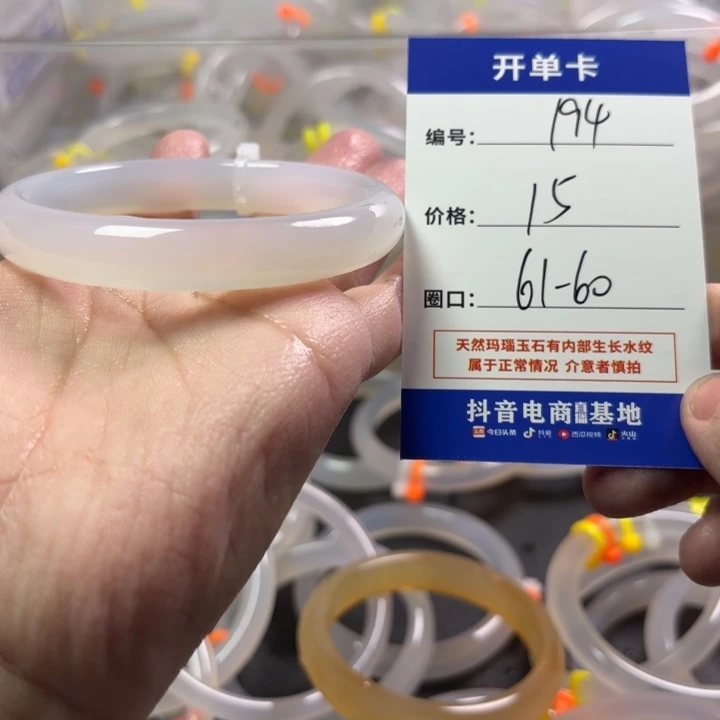 开单卡
编号: 194
价格: 15
圈口: 61-60
天然玛瑙玉石有内部生长水纹
属于正常情况 介意者慎拍
抖音电商直播基地
今日头条 抖音 西瓜视频 火山